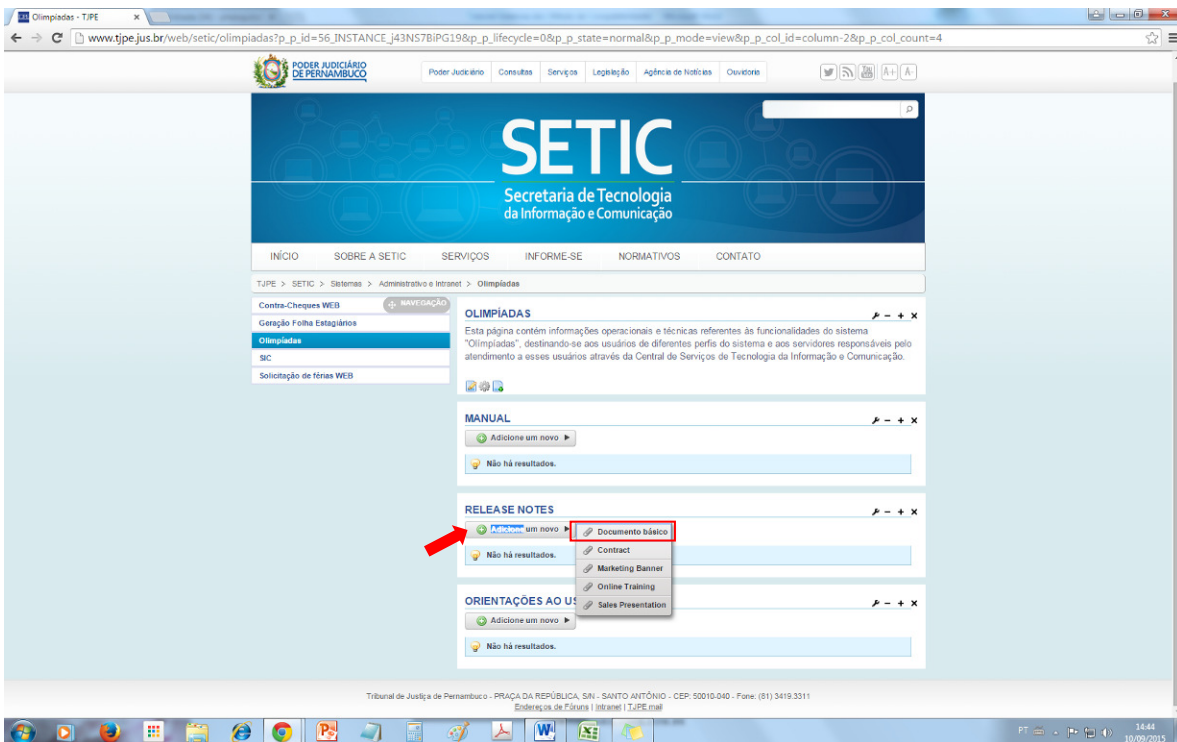 Olimpíadas - TJPE
www.tjpe.jus.br/web/setic/olimpiadas?p_p_id=56_INSTANCE_j43NS7BiPG19&p_p_lifecycle=0&p_p_state=normal&p_p_mode=view&p_p_col_id=column-2&p_p_col_count=4
PODER JUDICIÁRIO
DE PERNAMBUCO
Poder Judiciário Consultas Serviços Legislação Agência de Notícias Ouvidoria
A+ A-
SETIC
Secretaria de Tecnologia
da Informação e Comunicação
INÍCIO SOBRE A SETIC SERVIÇOS INFORME-SE NORMATIVOS CONTATO
TJPE > SETIC > Sistemas > Administrativo e Intranet > Olimpíadas
NAVEGAÇÃO
Contra-Cheques WEB
Geração Folha Estagiários
Olimpíadas
SIC
Solicitação de férias WEB
OLIMPÍADAS
Esta página contém informações operacionais e técnicas referentes às funcionalidades do sistema
"Olimpíadas", destinando-se aos usuários de diferentes perfis do sistema e aos servidores responsáveis pelo
atendimento a esses usuários através da Central de Serviços de Tecnologia da Informação e Comunicação.
MANUAL
Adicione um novo
Não há resultados.
RELEASE NOTES
Adicione um novo
Documento básico
Não há resultados.
Contract
Marketing Banner
Online Training
Sales Presentation
ORIENTAÇÕES AO US
Adicione um novo
Não há resultados.
Tribunal de Justiça de Pernambuco - PRAÇA DA REPÚBLICA, S/N - SANTO ANTÔNIO - CEP: 50010-040 - Fone: (81) 3419.3311
Endereços de Fóruns | Intranet | TJPE mail
PT
14:44
10/09/2015